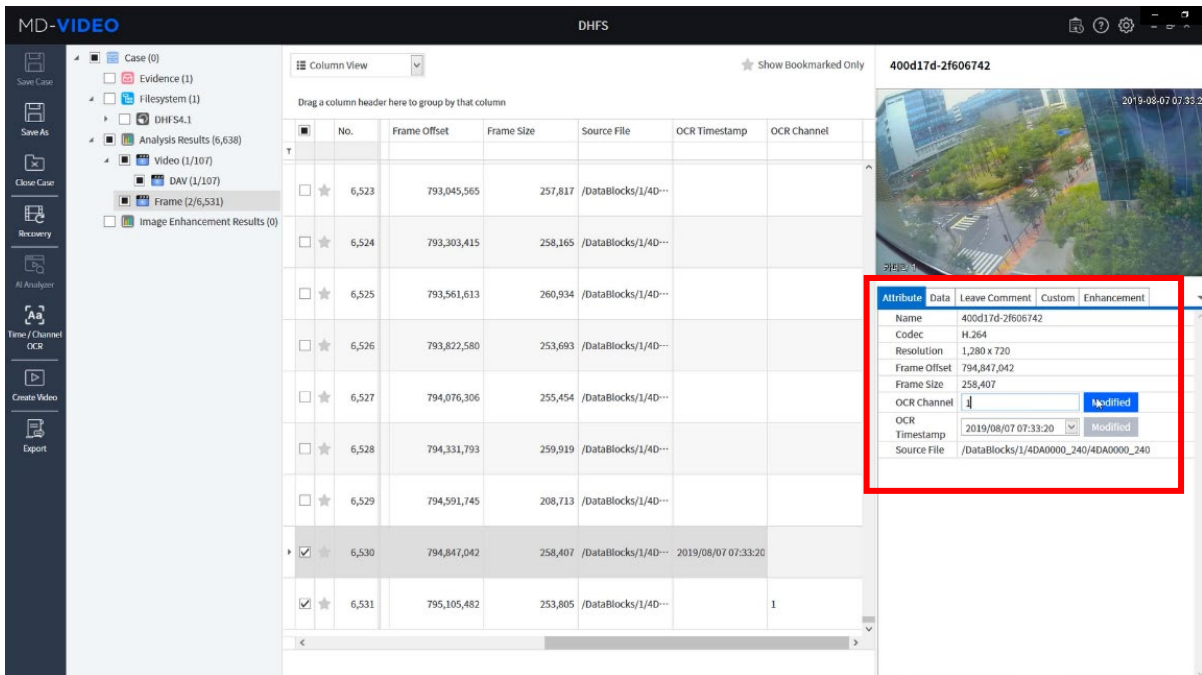 MD-VIDEO
DHFS
Save Case
Save As
Close Case
Recovery
AI Analyzer
Time / Channel
OCR
Create Video
Export
Case (0)
Evidence (1)
Filesystem (1)
DHFS4.1
Analysis Results (6,638)
Video (1/107)
DAV (1/107)
Frame (2/6,531)
Image Enhancement Results (0)
Column View
Show Bookmarked Only
Drag a column header here to group by that column
No. Frame Offset Frame Size Source File OCR Timestamp OCR Channel
6,523 793,045,565 257,817 /DataBlocks/1/4D···
6,524 793,303,415 258,165 /DataBlocks/1/4D···
6,525 793,561,613 260,934 /DataBlocks/1/4D···
6,526 793,822,580 253,693 /DataBlocks/1/4D···
6,527 794,076,306 255,454 /DataBlocks/1/4D···
6,528 794,331,793 259,919 /DataBlocks/1/4D···
6,529 794,591,745 208,713 /DataBlocks/1/4D···
6,530 794,847,042 258,407 /DataBlocks/1/4D··· 2019/08/07 07:33:20
6,531 795,105,482 253,805 /DataBlocks/1/4D··· 1
400d17d-2f606742
2019-08-07 07:33:2
카메라 1
Attribute Data Leave Comment Custom Enhancement
Name 400d17d-2f606742
Codec H.264
Resolution 1,280 x 720
Frame Offset 794,847,042
Frame Size 258,407
OCR Channel 1 Modified
OCR
Timestamp 2019/08/07 07:33:20 Modified
Source File /DataBlocks/1/4DA0000_240/4DA0000_240